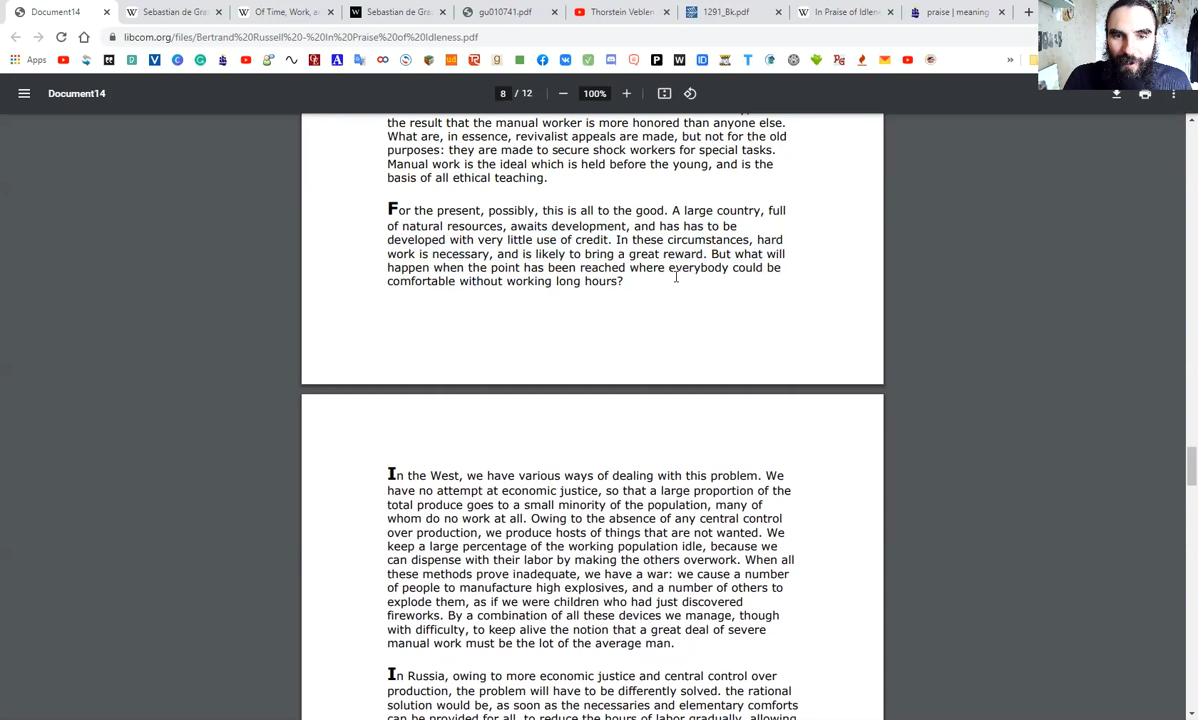 Document14
Sebastian de Gra
Of Time, Work, a
Sebastian de Gra
gu010741.pdf
Thorstein Veblen
1291_Bk.pdf
In Praise of Idlen
praise | meaning
libcom.org/files/Bertrand%20Russell%20-%20In%20Praise%20of%20Idleness.pdf
Apps
Document14
8 / 12
100%
the result that the manual worker is more honored than anyone else.
What are, in essence, revivalist appeals are made, but not for the old
purposes: they are made to secure shock workers for special tasks.
Manual work is the ideal which is held before the young, and is the
basis of all ethical teaching.
For the present, possibly, this is all to the good. A large country, full
of natural resources, awaits development, and has has to be
developed with very little use of credit. In these circumstances, hard
work is necessary, and is likely to bring a great reward. But what will
happen when the point has been reached where everybody could be
comfortable without working long hours?
In the West, we have various ways of dealing with this problem. We
have no attempt at economic justice, so that a large proportion of the
total produce goes to a small minority of the population, many of
whom do no work at all. Owing to the absence of any central control
over production, we produce hosts of things that are not wanted. We
keep a large percentage of the working population idle, because we
can dispense with their labor by making the others overwork. When all
these methods prove inadequate, we have a war: we cause a number
of people to manufacture high explosives, and a number of others to
explode them, as if we were children who had just discovered
fireworks. By a combination of all these devices we manage, though
with difficulty, to keep alive the notion that a great deal of severe
manual work must be the lot of the average man.
In Russia, owing to more economic justice and central control over
production, the problem will have to be differently solved. the rational
solution would be, as soon as the necessaries and elementary comforts
can be provided for all, to reduce the hours of labor gradually, allowing